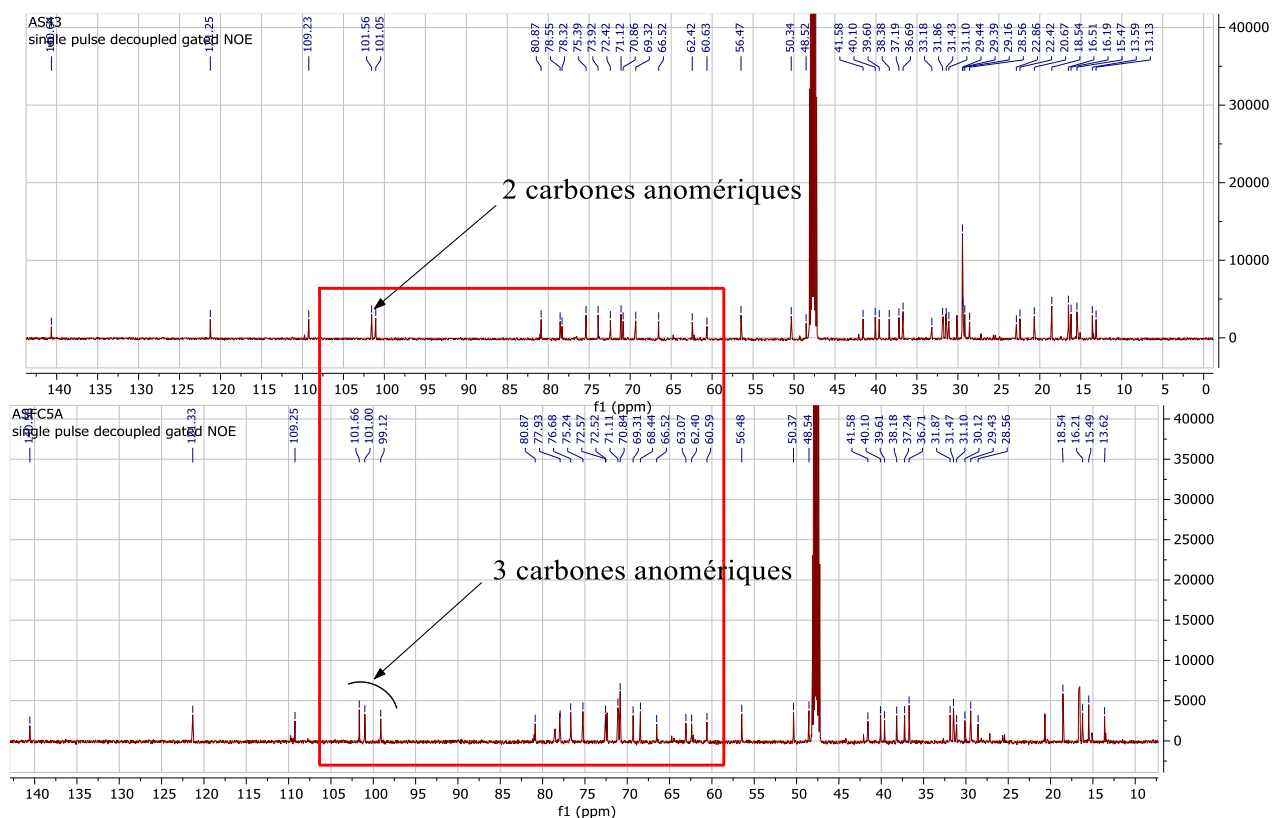 single pulse decoupled gated NOE
121.25 109.23 101.56 101.05 80.87 78.55 78.32 75.39 73.92 72.42 71.12 70.86 69.32 66.52 62.42 60.63 56.47 50.34 48.52 41.58 40.10 39.60 38.38 37.19 36.69 33.18 31.86 31.43 31.10 29.44 29.39 29.16 28.56 22.86 22.42 20.67 18.54 16.51 16.19 15.47 13.59 13.13
40000
30000
20000
10000
0
2 carbones anomériques
140 135 130 125 120 115 110 105 100 95 90 85 80 75 70 65 60 55 50 45 40 35 30 25 20 15 10 5 0
f1 (ppm)
single pulse decoupled gated NOE
121.33 109.25 101.66 101.00 99.12 80.87 77.93 76.68 75.24 72.57 72.52 71.11 70.84 69.31 68.44 66.52 63.07 62.40 60.59 56.48 50.37 48.54 41.58 40.10 39.61 38.18 37.24 36.71 31.87 31.47 31.10 30.12 29.43 28.56 18.54 16.21 15.49 13.62
40000
35000
30000
25000
20000
15000
10000
5000
0
3 carbones anomériques
140 135 130 125 120 115 110 105 100 95 90 85 80 75 70 65 60 55 50 45 40 35 30 25 20 15 10
f1 (ppm)